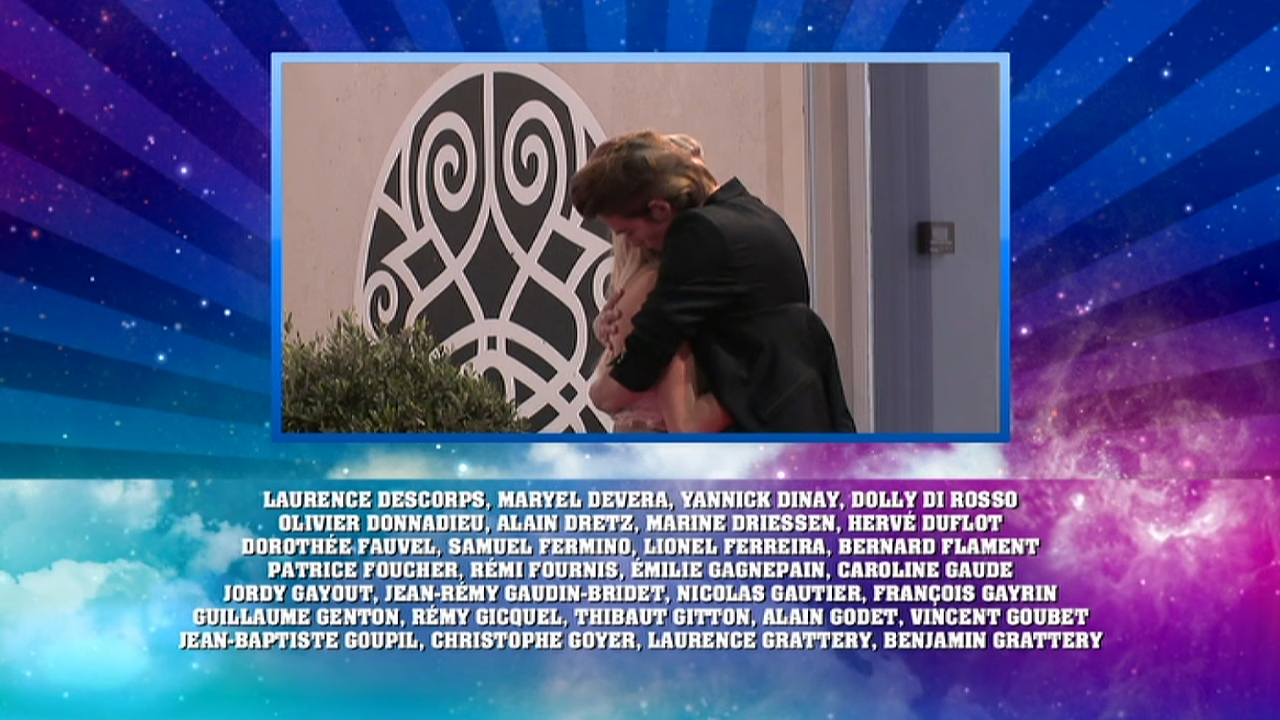 LAURENCE DESCORPS, MARYEL DEVERA, YANNICK DINAY, DOLLY DI ROSSO
OLIVIER DONNADIEU, ALAIN DRETZ, MARINE DRIESSEN, HERVÉ DUFLOT
DOROTHÉE FAUVEL, SAMUEL FERMINO, LIONEL FERREIRA, BERNARD FLAMENT
PATRICE FOUCHER, RÉMI FOURNIS, ÉMILIE GAGNEPAIN, CAROLINE GAUDE
JORDY GAYOUT, JEAN-RÉMY GAUDIN-BRIDET, NICOLAS GAUTIER, FRANÇOIS GAYRIN
GUILLAUME GENTON, RÉMY GICQUEL, THIBAUT GITTON, ALAIN GODET, VINCENT GOUBET
JEAN-BAPTISTE GOUPIL, CHRISTOPHE GOYER, LAURENCE GRATTERY, BENJAMIN GRATTERY